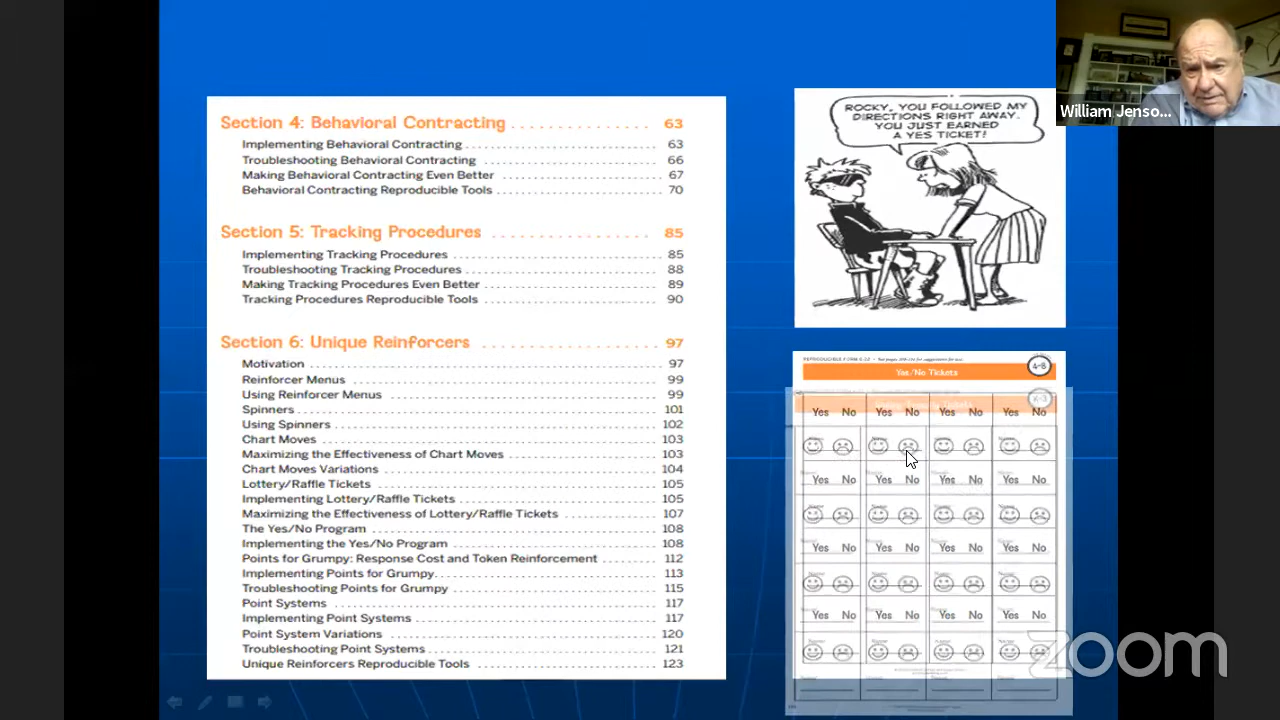 Section 4: Behavioral Contracting . . . . . . . . . . . . . . . 63
Implementing Behavioral Contracting 63
Troubleshooting Behavioral Contracting 66
Making Behavioral Contracting Even Better 67
Behavioral Contracting Reproducible Tools 70
Section 5: Tracking Procedures . . . . . . . . . . . . . . . . . 85
Implementing Tracking Procedures 85
Troubleshooting Tracking Procedures 88
Making Tracking Procedures Even Better 89
Tracking Procedures Reproducible Tools 90
Section 6: Unique Reinforcers . . . . . . . . . . . . . . . . . . 97
Motivation 97
Reinforcer Menus 99
Using Reinforcer Menus 99
Spinners 101
Using Spinners 102
Chart Moves 103
Maximizing the Effectiveness of Chart Moves 103
Chart Moves Variations 104
Lottery/Raffle Tickets 105
Implementing Lottery/Raffle Tickets 105
Maximizing the Effectiveness of Lottery/Raffle Tickets 107
The Yes/No Program 108
Implementing the Yes/No Program 108
Points for Grumpy: Response Cost and Token Reinforcement 112
Implementing Points for Grumpy 113
Troubleshooting Points for Grumpy 115
Point Systems 117
Implementing Point Systems 117
Point System Variations 120
Troubleshooting Point Systems 121
Unique Reinforcers Reproducible Tools 123
ROCKY, YOU FOLLOWED MY
DIRECTIONS RIGHT AWAY.
YOU JUST EARNED
A YES TICKET!
William Jenso...
Yes/No Tickets
4-8
K-3
Yes No Yes No Yes No Yes No
Yes No Yes No Yes No Yes No
Yes No Yes No Yes No Yes No
Yes No Yes No Yes No Yes No
zoom